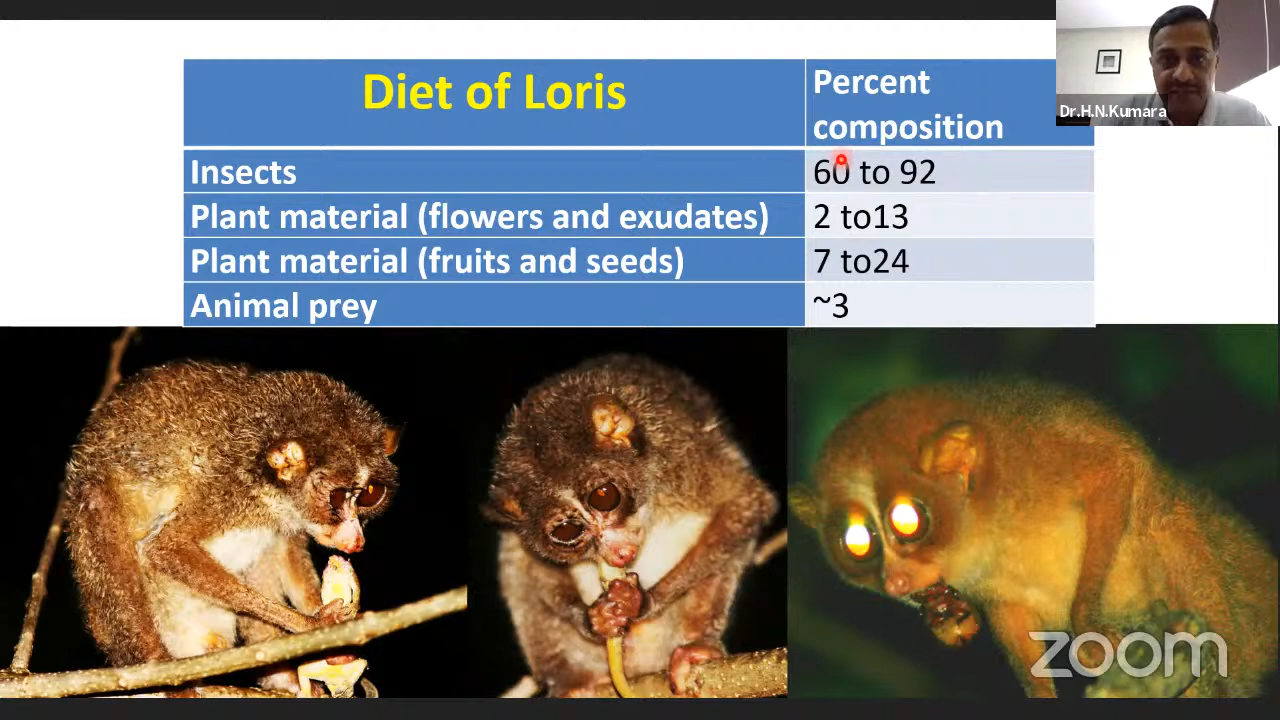 Diet of Loris
Percent
composition
Insects
60 to 92
Plant material (flowers and exudates)
2 to13
Plant material (fruits and seeds)
7 to24
Animal prey
~3
Dr.H.N.Kumara
zoom